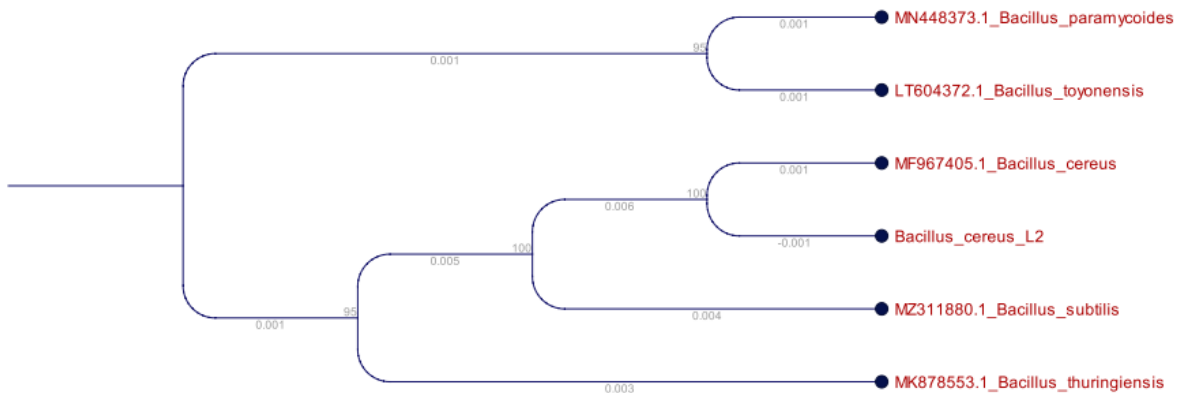 MN448373.1_Bacillus_paramycoides
0.001
95
0.001
LT604372.1_Bacillus_toyonensis
0.001
MF967405.1_Bacillus_cereus
0.001
100
0.006
Bacillus_cereus_L2
-0.001
100
0.005
MZ311880.1_Bacillus_subtilis
0.004
95
0.001
MK878553.1_Bacillus_thuringiensis
0.003